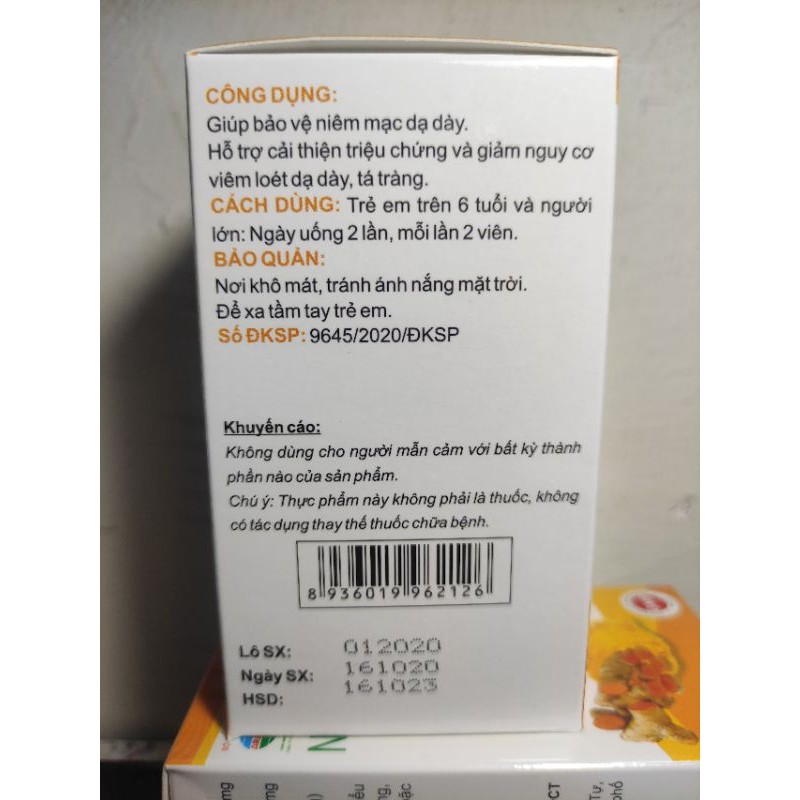 CÔNG DỤNG:
Giúp bảo vệ niêm mạc dạ dày.
Hỗ trợ cải thiện triệu chứng và giảm nguy cơ
viêm loét dạ dày, tá tràng.
CÁCH DÙNG: Trẻ em trên 6 tuổi và người
lớn: Ngày uống 2 lần, mỗi lần 2 viên.
BẢO QUẢN:
Nơi khô mát, tránh ánh nắng mặt trời.
Để xa tầm tay trẻ em.
Số ĐKSP: 9645/2020/ĐKSP
Khuyến cáo:
Không dùng cho người mẫn cảm với bất kỳ thành
phần nào của sản phẩm.
Chú ý: Thực phẩm này không phải là thuốc, không
có tác dụng thay thế thuốc chữa bệnh.
8 936019 962126
Lô SX: 012020
Ngày SX: 161020
HSD: 161023
N
mg
mg
CT
Tự,
phố